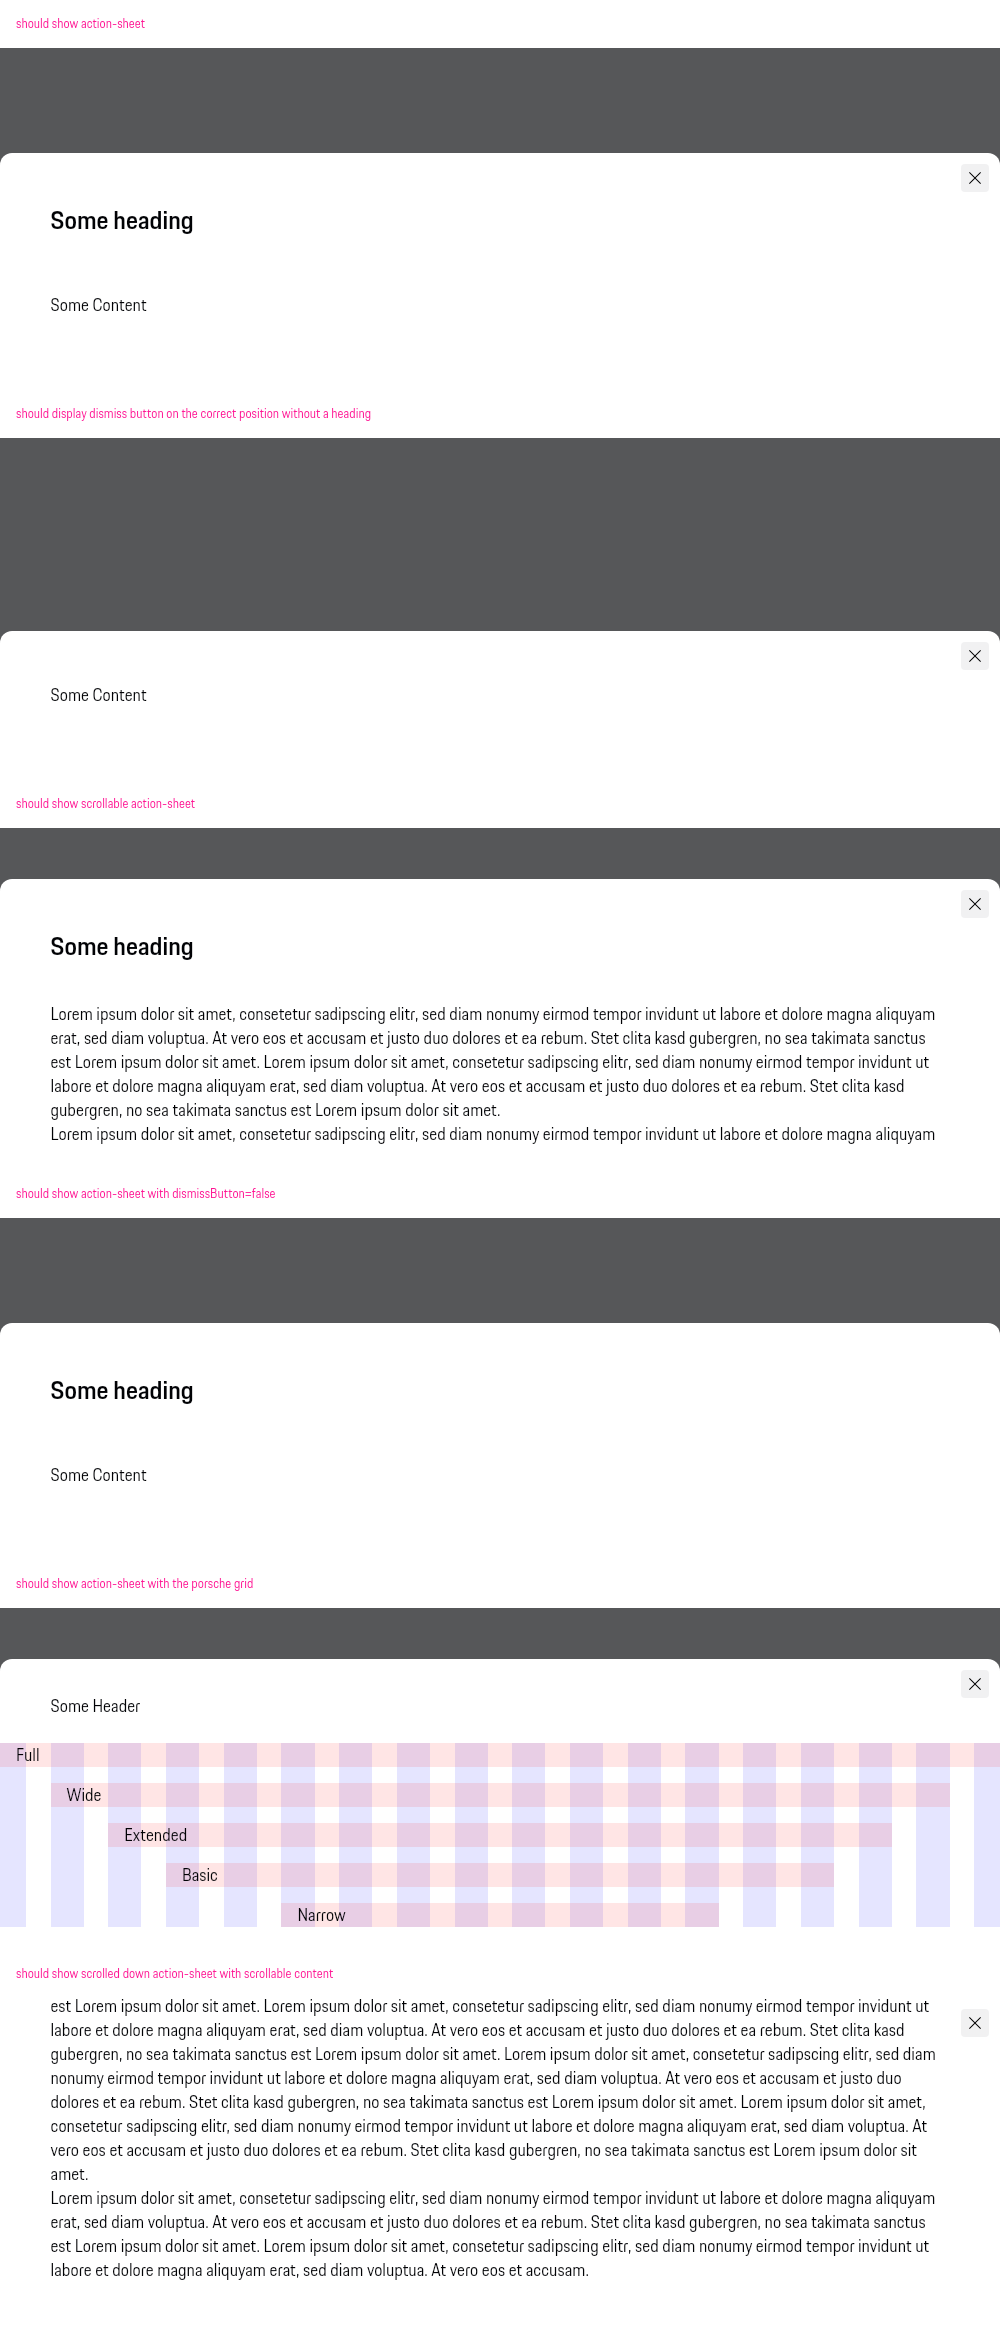 should show action-sheet
Some heading
Some Content
should display dismiss button on the correct position without a heading
Some Content
should show scrollable action-sheet
Some heading
Lorem ipsum dolor sit amet, consetetur sadipscing elitr, sed diam nonumy eirmod tempor invidunt ut labore et dolore magna aliquyam
erat, sed diam voluptua. At vero eos et accusam et justo duo dolores et ea rebum. Stet clita kasd gubergren, no sea takimata sanctus
est Lorem ipsum dolor sit amet. Lorem ipsum dolor sit amet, consetetur sadipscing elitr, sed diam nonumy eirmod tempor invidunt ut
labore et dolore magna aliquyam erat, sed diam voluptua. At vero eos et accusam et justo duo dolores et ea rebum. Stet clita kasd
gubergren, no sea takimata sanctus est Lorem ipsum dolor sit amet.
Lorem ipsum dolor sit amet, consetetur sadipscing elitr, sed diam nonumy eirmod tempor invidunt ut labore et dolore magna aliquyam
should show action-sheet with dismissButton=false
Some heading
Some Content
should show action-sheet with the porsche grid
Some Header
Full
Wide
Extended
Basic
Narrow
should show scrolled down action-sheet with scrollable content
est Lorem ipsum dolor sit amet. Lorem ipsum dolor sit amet, consetetur sadipscing elitr, sed diam nonumy eirmod tempor invidunt ut
labore et dolore magna aliquyam erat, sed diam voluptua. At vero eos et accusam et justo duo dolores et ea rebum. Stet clita kasd
gubergren, no sea takimata sanctus est Lorem ipsum dolor sit amet. Lorem ipsum dolor sit amet, consetetur sadipscing elitr, sed diam
nonumy eirmod tempor invidunt ut labore et dolore magna aliquyam erat, sed diam voluptua. At vero eos et accusam et justo duo
dolores et ea rebum. Stet clita kasd gubergren, no sea takimata sanctus est Lorem ipsum dolor sit amet. Lorem ipsum dolor sit amet,
consetetur sadipscing elitr, sed diam nonumy eirmod tempor invidunt ut labore et dolore magna aliquyam erat, sed diam voluptua. At
vero eos et accusam et justo duo dolores et ea rebum. Stet clita kasd gubergren, no sea takimata sanctus est Lorem ipsum dolor sit
amet.
Lorem ipsum dolor sit amet, consetetur sadipscing elitr, sed diam nonumy eirmod tempor invidunt ut labore et dolore magna aliquyam
erat, sed diam voluptua. At vero eos et accusam et justo duo dolores et ea rebum. Stet clita kasd gubergren, no sea takimata sanctus
est Lorem ipsum dolor sit amet. Lorem ipsum dolor sit amet, consetetur sadipscing elitr, sed diam nonumy eirmod tempor invidunt ut
labore et dolore magna aliquyam erat, sed diam voluptua. At vero eos et accusam.